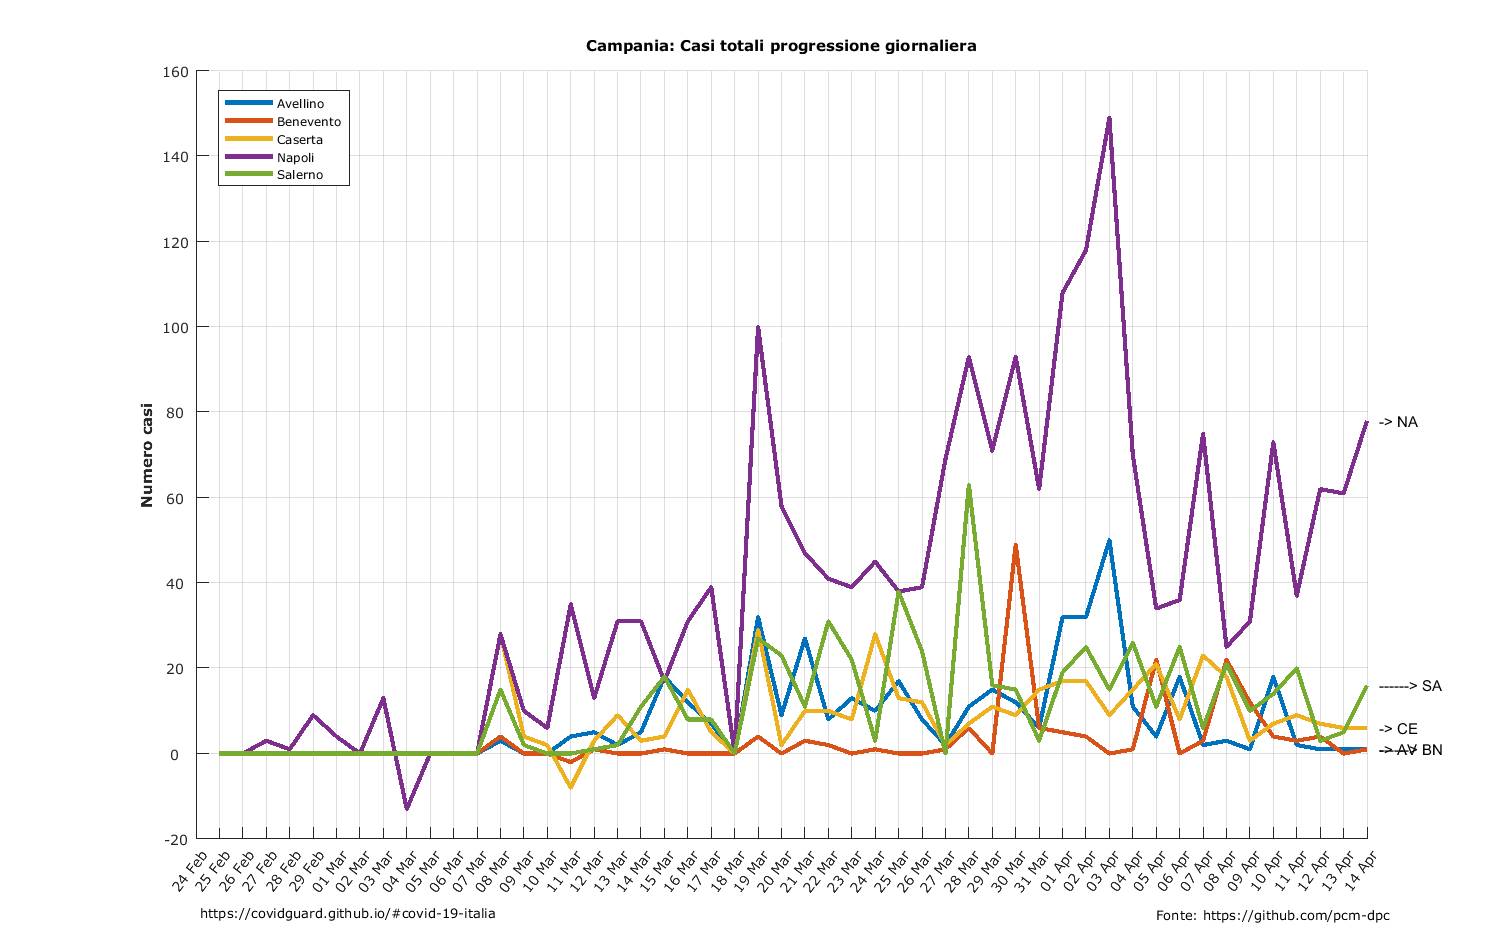 Campania: Casi totali progressione giornaliera
160
140
120
100
80
60
40
20
0
-20
Numero casi
Avellino
Benevento
Caserta
Napoli
Salerno
-> NA
------> SA
-> CE
-> AV BN
24 Feb
25 Feb
26 Feb
27 Feb
28 Feb
29 Feb
01 Mar
02 Mar
03 Mar
04 Mar
05 Mar
06 Mar
07 Mar
08 Mar
09 Mar
10 Mar
11 Mar
12 Mar
13 Mar
14 Mar
15 Mar
16 Mar
17 Mar
18 Mar
19 Mar
20 Mar
21 Mar
22 Mar
23 Mar
24 Mar
25 Mar
26 Mar
27 Mar
28 Mar
29 Mar
30 Mar
31 Mar
01 Apr
02 Apr
03 Apr
04 Apr
05 Apr
06 Apr
07 Apr
08 Apr
09 Apr
10 Apr
11 Apr
12 Apr
13 Apr
14 Apr
https://covidguard.github.io/#covid-19-italia
Fonte: https://github.com/pcm-dpc